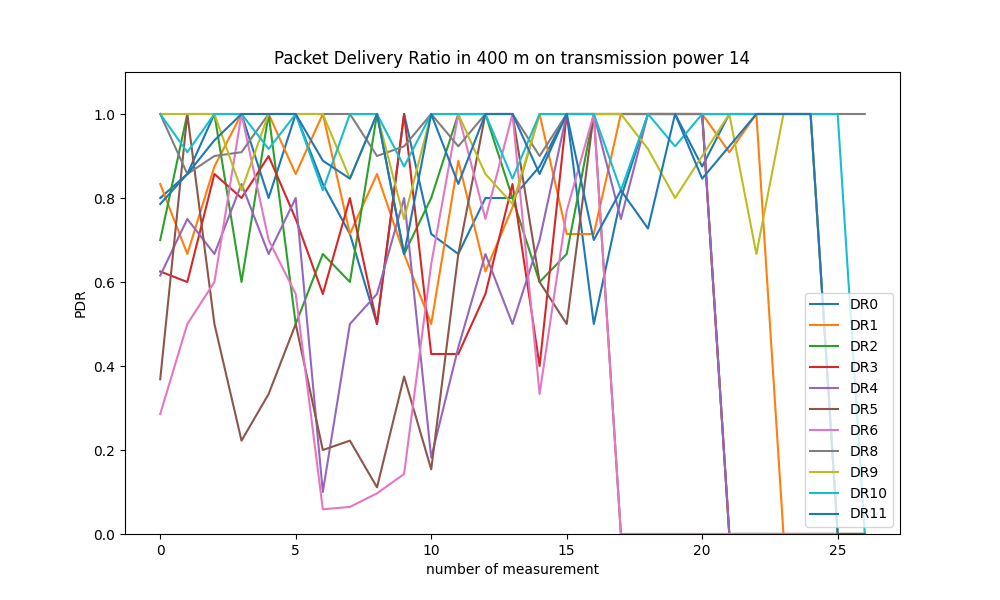 Packet Delivery Ratio in 400 m on transmission power 14
PDR
1.0
0.8
0.6
0.4
0.2
0.0
0 5 10 15 20 25
number of measurement
DR0
DR1
DR2
DR3
DR4
DR5
DR6
DR8
DR9
DR10
DR11